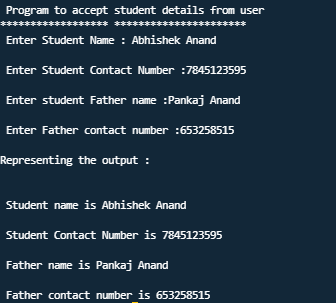 Program to accept student details from user
****************** **********************
Enter Student Name : Abhishek Anand
Enter Student Contact Number :7845123595
Enter student Father name :Pankaj Anand
Enter Father contact number :653258515
Representing the output :
Student name is Abhishek Anand
Student Contact Number is 7845123595
Father name is Pankaj Anand
Father contact number is 653258515